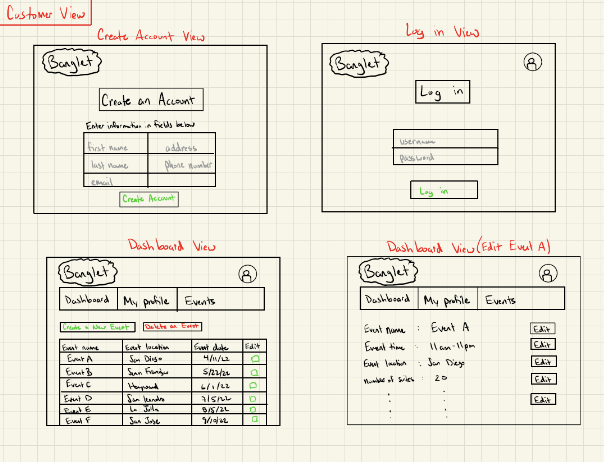 Customer View
Create Account View
Banglet
Create an Account
Enter information in fields below
first name address
last name phone number
email
Create Account
Log in View
Banglet
Log in
username
password
Log in
Dashboard View
Banglet
Dashboard My profile Events
Create a New Event Delete an Event
Event name Event location Event date Edit
Event A San Diego 4/11/22
Event B San Francisco 5/22/22
Event C Hayward 6/1/22
Event D San Leandro 7/5/22
Event E La Jolla 8/5/22
Event F San Jose 9/10/22
Dashboard View (Edit Event A)
Banglet
Dashboard My profile Events
Event name : Event A Edit
Event time : 11am-11pm Edit
Event location : San Diego Edit
number of : 20 Edit
Edit